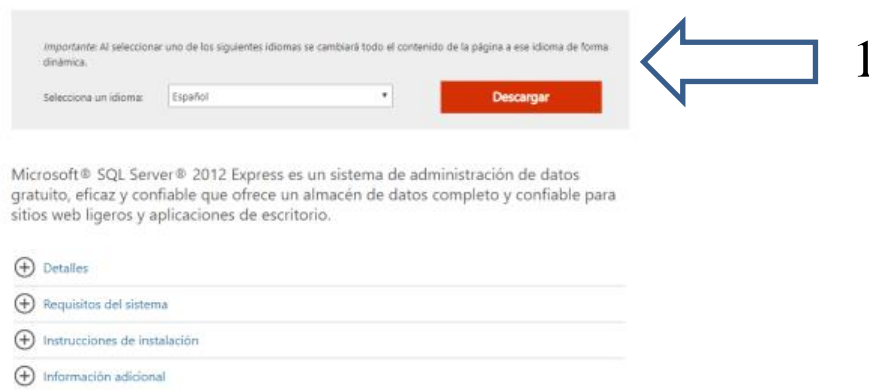 Importante: Al seleccionar uno de los siguientes idiomas se cambiará todo el contenido de la página a ese idioma de forma
dinámica.
1
Selecciona un idioma: Español Descargar
Microsoft® SQL Server® 2012 Express es un sistema de administración de datos
gratuito, eficaz y confiable que ofrece un almacén de datos completo y confiable para
sitios web ligeros y aplicaciones de escritorio.
Detalles
Requisitos del sistema
Instrucciones de instalación
Información adicional